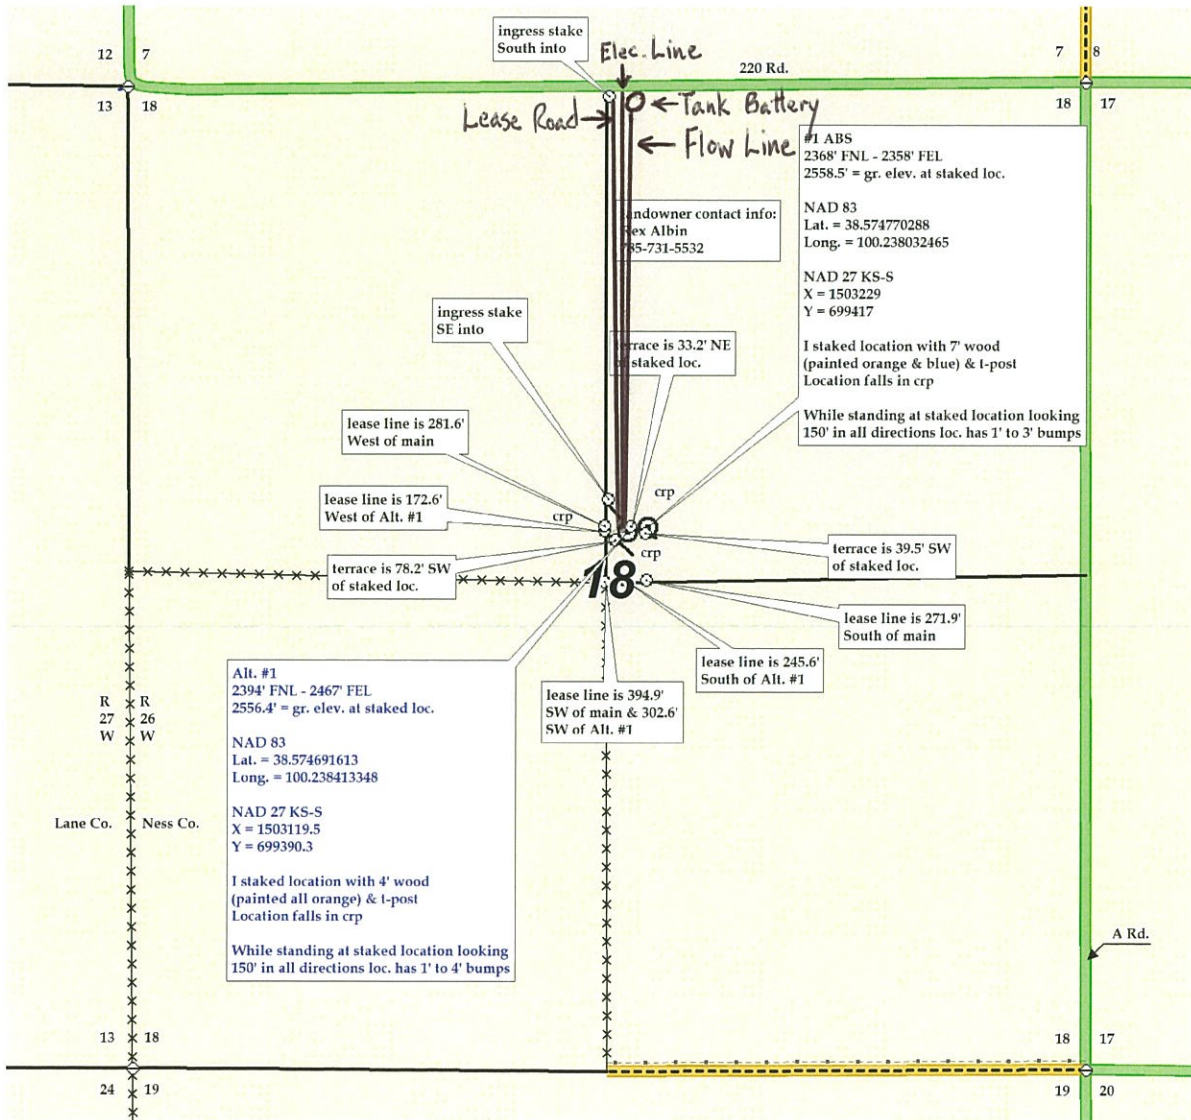 ingress stake
South into
Elec. Line
12
7
7
8
220 Rd.
13
18
18
17
Lease Road
Tank Battery
Flow Line
#1 ABS
2368' FNL - 2358' FEL
2558.5' = gr. elev. at staked loc.
NAD 83
Lat. = 38.574770288
Long. = 100.238032465
NAD 27 KS-S
X = 1503229
Y = 699417
I staked location with 7' wood
(painted orange & blue) & t-post
Location falls in crp
While standing at staked location looking
150' in all directions loc. has 1' to 3' bumps
landowner contact info:
Rex Albin
785-731-5532
ingress stake
SE into
terrace is 33.2' NE
of staked loc.
lease line is 281.6'
West of main
lease line is 172.6'
West of Alt. #1
crp
crp
crp
terrace is 39.5' SW
of staked loc.
terrace is 78.2' SW
of staked loc.
18
lease line is 271.9'
South of main
lease line is 245.6'
South of Alt. #1
lease line is 394.9'
SW of main & 302.6'
SW of Alt. #1
Alt. #1
2394' FNL - 2467' FEL
2556.4' = gr. elev. at staked loc.
NAD 83
Lat. = 38.574691613
Long. = 100.238413348
NAD 27 KS-S
X = 1503119.5
Y = 699390.3
I staked location with 4' wood
(painted all orange) & t-post
Location falls in crp
While standing at staked location looking
150' in all directions loc. has 1' to 4' bumps
R R
27 26
W W
Lane Co.
Ness Co.
A Rd.
13
18
18
17
24
19
19
20